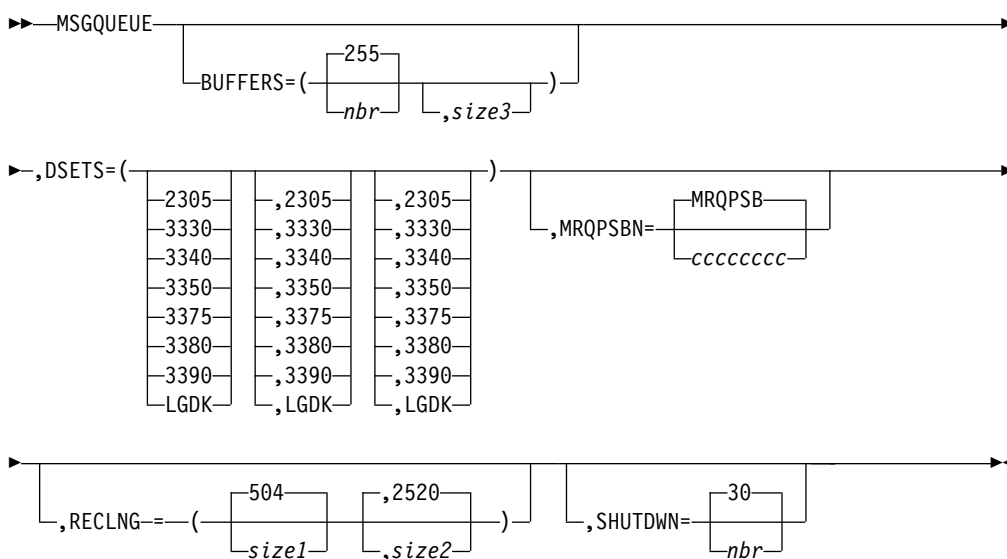 MSGQUEUE
255
BUFFERS=( nbr ,size3 )
,DSETS=( )
2305 ,2305 ,2305
3330 ,3330 ,3330
3340 ,3340 ,3340
3350 ,3350 ,3350
3375 ,3375 ,3375
3380 ,3380 ,3380
3390 ,3390 ,3390
LGDK ,LGDK ,LGDK
MRQPSB
,MRQPSBN= cccccccc
504 ,2520
,RECLNG = ( size1 ,size2 )
30
,SHUTDWN= nbr